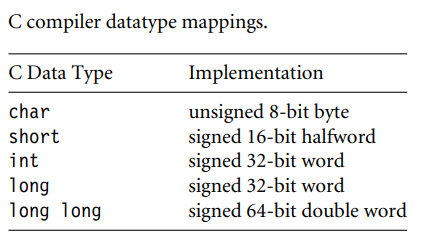 C compiler datatype mappings.
C Data Type Implementation
char unsigned 8-bit byte
short signed 16-bit halfword
int signed 32-bit word
long signed 32-bit word
long long signed 64-bit double word